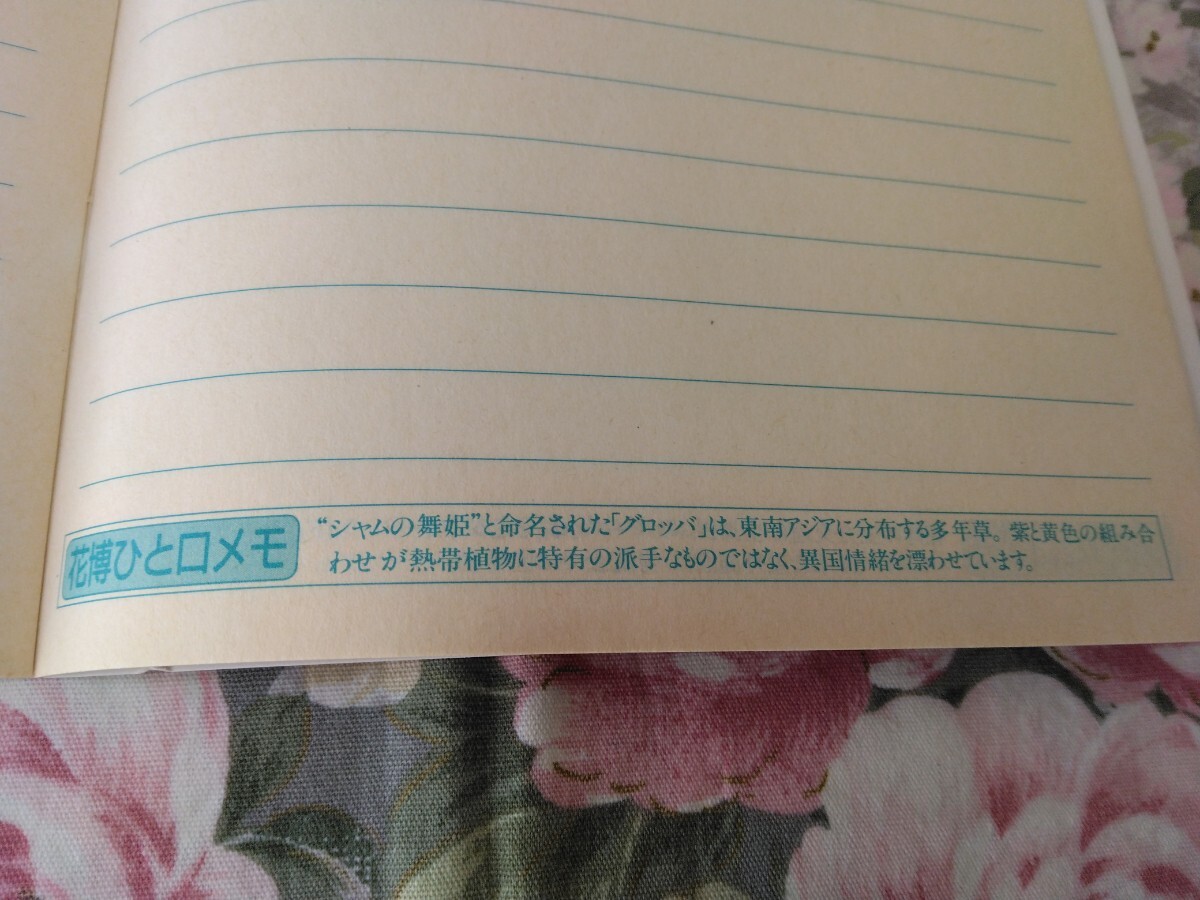 花博ひと口メモ
“シャムの舞姫”と命名された「グロッバ」は、東南アジアに分布する多年草。紫と黄色の組み合
わせが熱帯植物に特有の派手なものではなく、異国情緒を漂わせています。